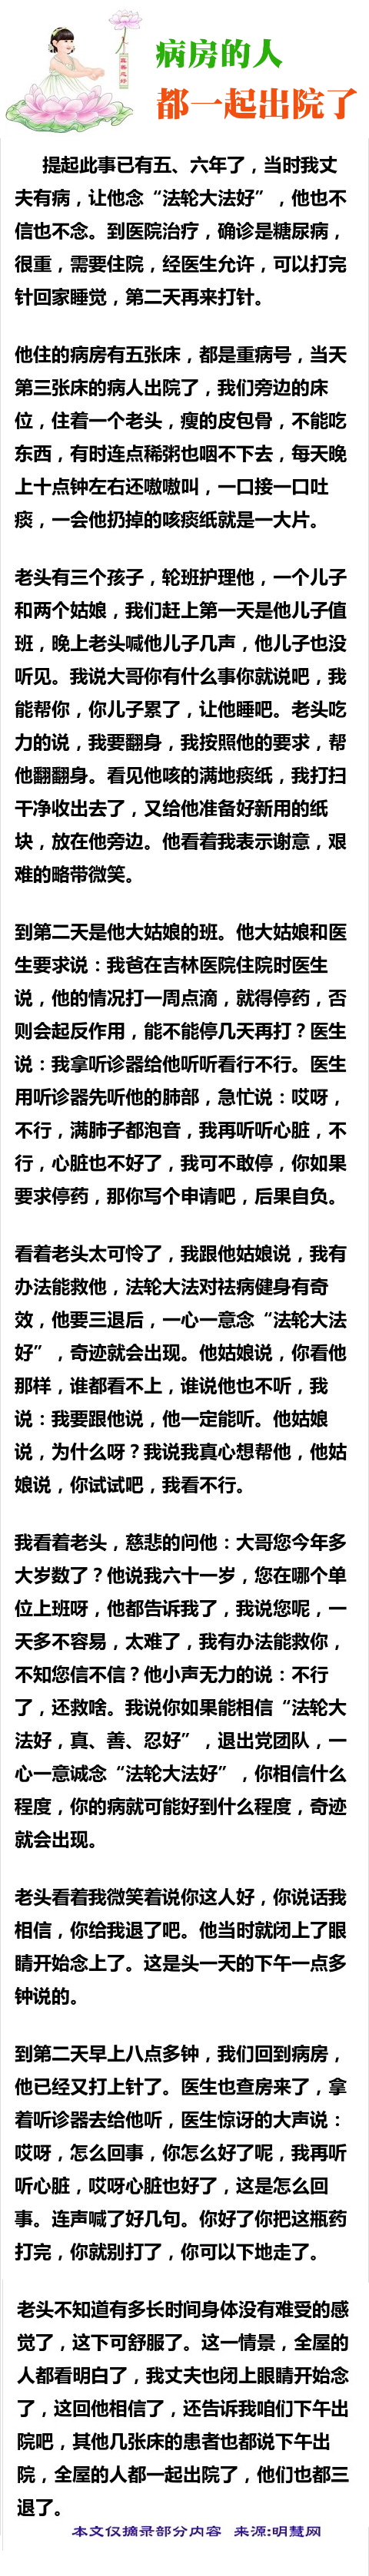 病房的人
都一起出院了
提起此事已有五、六年了，当时我丈
夫有病，让他念“法轮大法好”，他也不
信也不念。到医院治疗，确诊是糖尿病，
很重，需要住院，经医生允许，可以打完
针回家睡觉，第二天再来打针。
他住的病房有五张床，都是重病号，当天
第三张床的病人出院了，我们旁边的床
位，住着一个老头，瘦的皮包骨，不能吃
东西，有时连点稀粥也咽不下去，每天晚
上十点钟左右还嗷嗷叫，一口接一口吐
痰，一会他扔掉的咳痰纸就是一大片。
老头有三个孩子，轮班护理他，一个儿子
和两个姑娘，我们赶上第一天是他儿子值
班，晚上老头喊他儿子几声，他儿子也没
听见。我说大哥你有什么事你就说吧，我
能帮你，你儿子累了，让他睡吧。老头吃
力的说，我要翻身，我按照他的要求，帮
他翻翻身。看见他咳的满地痰纸，我打扫
干净收出去了，又给他准备好新用的纸
块，放在他旁边。他看着我表示谢意，艰
难的略带微笑。
到第二天是他大姑娘的班。他大姑娘和医
生要求说：我爸在吉林医院住院时医生
说，他的情况打一周点滴，就得停药，否
则会起反作用，能不能停几天再打？医生
说：我拿听诊器给他听听看行不行。医生
用听诊器先听他的肺部，急忙说：哎呀，
不行，满肺子都泡音，我再听听心脏，不
行，心脏也不好了，我可不敢停，你如果
要求停药，那你写个申请吧，后果自负。
看着老头太可怜了，我跟他姑娘说，我有
办法能救他，法轮大法对祛病健身有奇
效，他要三退后，一心一意念“法轮大法
好”，奇迹就会出现。他姑娘说，你看他
那样，谁都看不上，谁说他也不听，我
说：我要跟他说，他一定能听。他姑娘
说，为什么呀？我说我真心想帮他，他姑
娘说，你试试吧，我看不行。
我看着老头，慈悲的问他：大哥您今年多
大岁数了？他说我六十一岁，您在哪个单
位上班呀，他都告诉我了，我说您呢，一
天多不容易，太难了，我有办法能救你，
不知您信不信？他小声无力的说：不行
了，还救啥。我说你如果能相信“法轮大
法好，真、善、忍好”，退出党团队，一
心一意诚念“法轮大法好”，你相信什么
程度，你的病就可能好到什么程度，奇迹
就会出现。
老头看着我微笑着说你这人好，你说话我
相信，你给我退了吧。他当时就闭上了眼
睛开始念上了。这是头一天的下午一点多
钟说的。
到第二天早上八点多钟，我们回到病房，
他已经又打上针了。医生也查房来了，拿
着听诊器去给他听，医生惊讶的大声说：
哎呀，怎么回事，你怎么好了呢，我再听
听心脏，哎呀心脏也好了，这是怎么回
事。连声喊了好几句。你好了你把这瓶药
打完，你就别打了，你可以下地走了。
老头不知道有多长时间身体没有难受的感
觉了，这下可舒服了。这一情景，全屋的
人都看明白了，我丈夫也闭上眼睛开始念
了，这回他相信了，还告诉我咱们下午出
院吧，其他几张床的患者也都说下午出
院，全屋的人都一起出院了，他们也都三
退了。
本文仅摘录部分内容 来源:明慧网